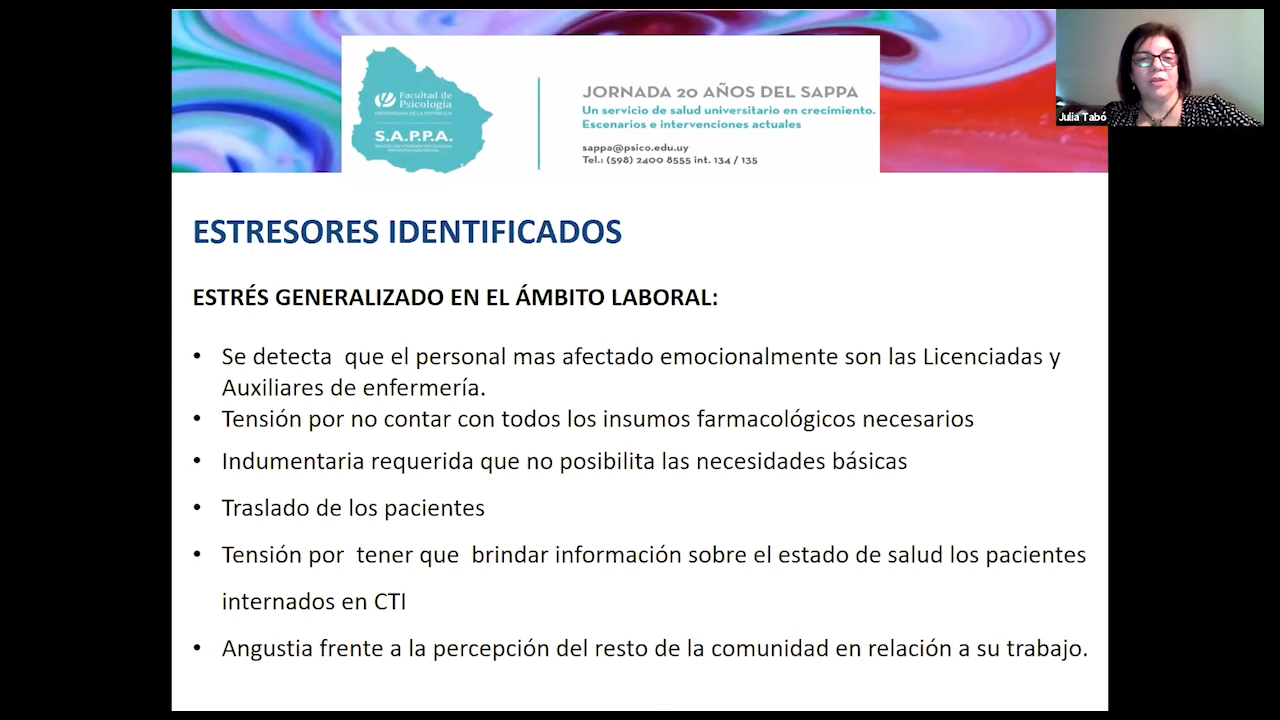 Facultad de
Psicología
UNIVERSIDAD DE LA REPÚBLICA
S.A.P.P.A.
JORNADA 20 AÑOS DEL SAPPA
Un servicio de salud universitario en crecimiento.
Escenarios e intervenciones actuales
sappa@psico.edu.uy
Tel.: (598) 2400 8555 int. 134 / 135
Julia Tabó
ESTRESORES IDENTIFICADOS
ESTRÉS GENERALIZADO EN EL ÁMBITO LABORAL:
• Se detecta que el personal mas afectado emocionalmente son las Licenciadas y
Auxiliares de enfermería.
• Tensión por no contar con todos los insumos farmacológicos necesarios
• Indumentaria requerida que no posibilita las necesidades básicas
• Traslado de los pacientes
• Tensión por tener que brindar información sobre el estado de salud los pacientes
internados en CTI
• Angustia frente a la percepción del resto de la comunidad en relación a su trabajo.